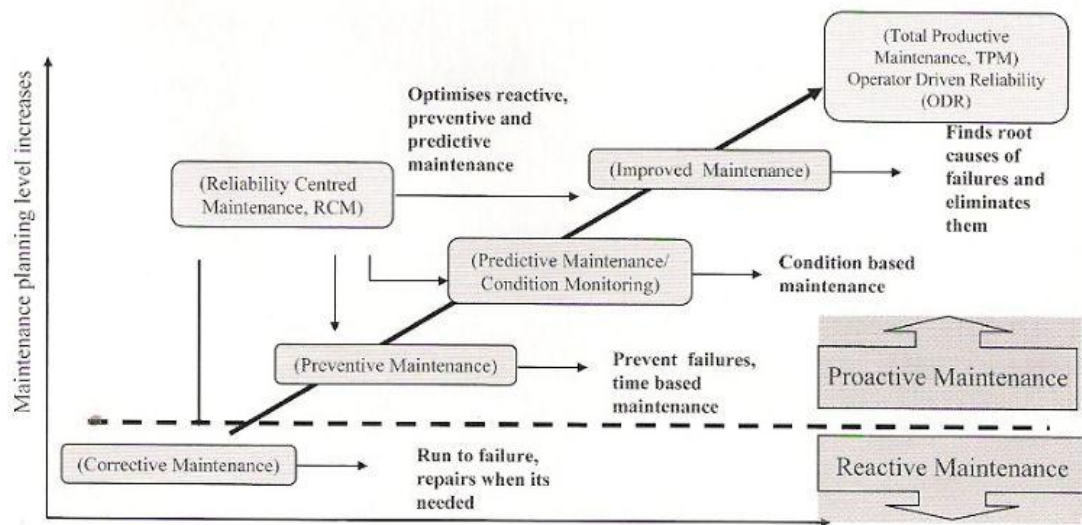 Maintenance planning level increases
(Total Productive
Maintenance, TPM)
Operator Driven Reliability
(ODR)
Optimises reactive,
preventive and
predictive
maintenance
(Reliability Centred
Maintenance, RCM)
(Improved Maintenance)
Finds root
causes of
failures and
eliminates
them
(Predictive Maintenance/
Condition Monitoring)
Condition based
maintenance
(Preventive Maintenance)
Prevent failures,
time based
maintenance
Proactive Maintenance
(Corrective Maintenance)
Run to failure,
repairs when its
needed
Reactive Maintenance